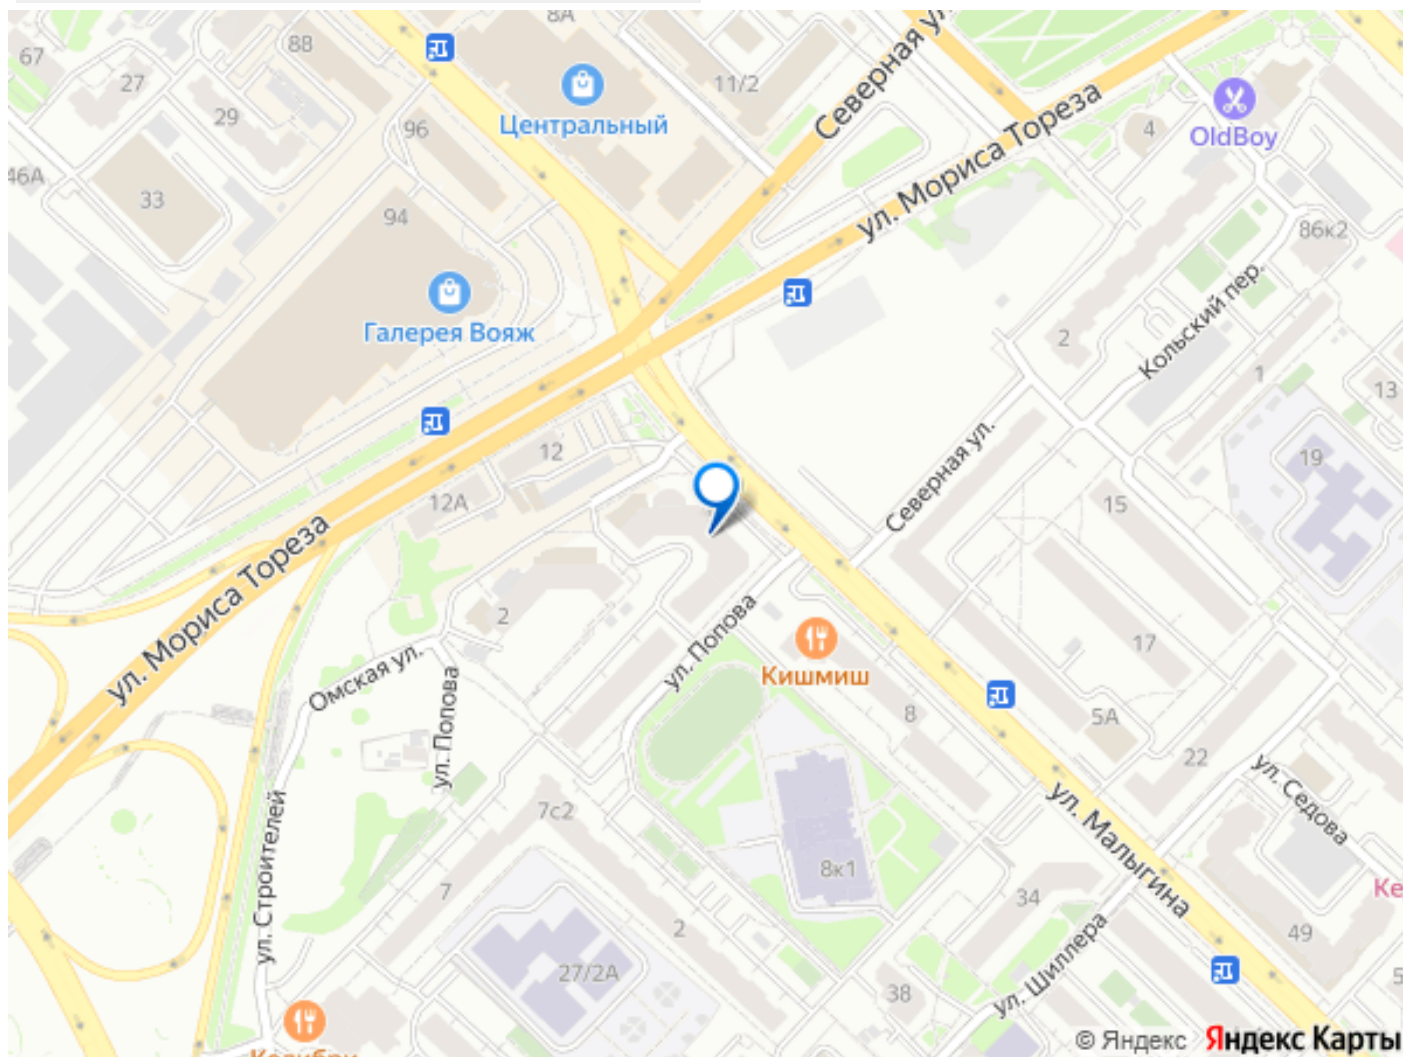 8А
88
67
27
11/2
Северная ул.
Центральный
OldBoy
ул. Мориса Тореза
29
96
4
46А
33
94
86к2
Галерея Вояж
Кольский пер.
2
1
13
12
Северная ул.
19
12А
15
ул. Мориса Тореза
2
ул. Попова
Кишмиш
17
Омская ул.
ул. Попова
8
5А
22
ул. Седова
ул. Строителей
7с2
ул. Малыгина
8к1
7
34
Ке
2
49
27/2А
ул. Шиллера
38
5
Колибри
© Яндекс Яндекс Карты